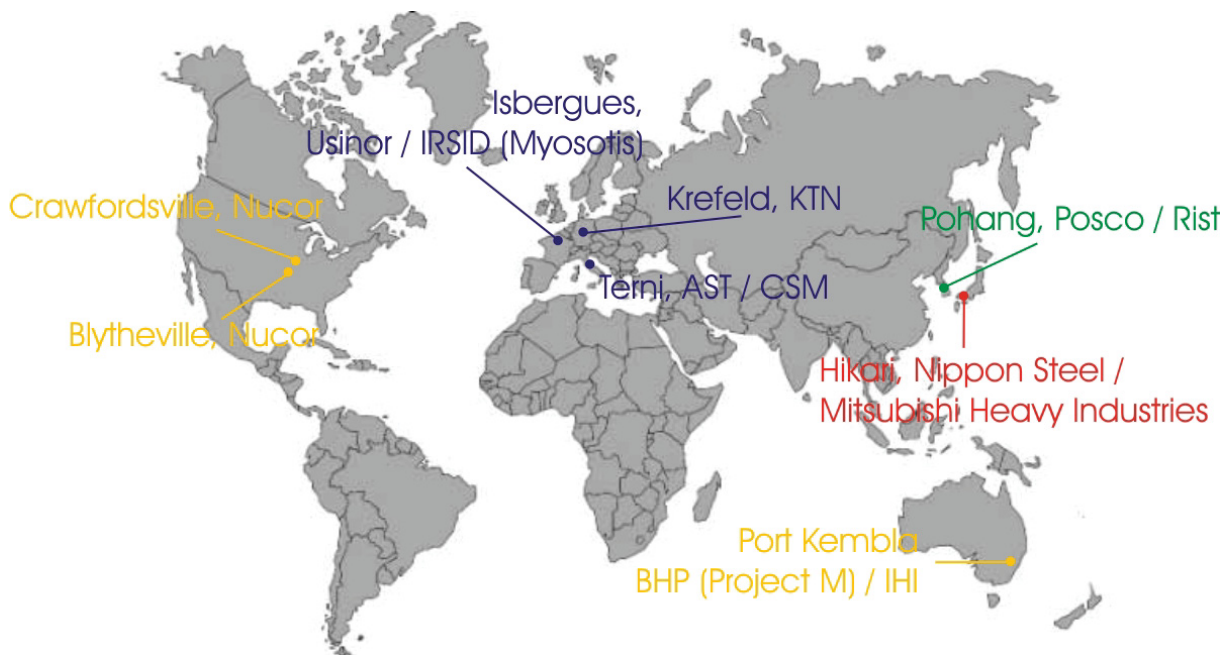 Isbergues,
Usinor / IRSID (Myosotis)
Crawfordsville, Nucor
Krefeld, KTN
Pohang, Posco / Rist
Terni, AST / CSM
Blytheville, Nucor
Hikari, Nippon Steel /
Mitsubishi Heavy Industries
Port Kembla
BHP (Project M) / IHI